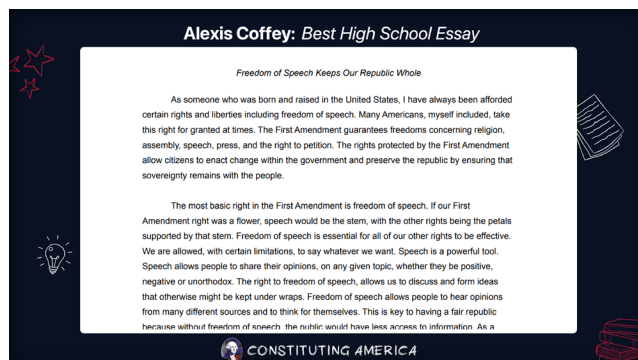 Alexis Coffey: Best High School Essay
Freedom of Speech Keeps Our Republic Whole
As someone who was born and raised in the United States, I have always been afforded
certain rights and liberties including freedom of speech. Many Americans, myself included, take
this right for granted at times. The First Amendment guarantees freedoms concerning religion,
assembly, speech, press, and the right to petition. The rights protected by the First Amendment
allow citizens to enact change within the government and preserve the republic by ensuring that
sovereignty remains with the people.
The most basic right in the First Amendment is freedom of speech. If our First
Amendment right was a flower, speech would be the stem, with the other rights being the petals
supported by that stem. Freedom of speech is essential for all of our other rights to be effective.
We are allowed, with certain limitations, to say whatever we want. Speech is a powerful tool.
Speech allows people to share their opinions, on any given topic, whether they be positive,
negative or unorthodox. The right to freedom of speech, allows us to discuss and form ideas
that otherwise might be kept under wraps. Freedom of speech allows people to hear opinions
from many different sources and to think for themselves. This is key to having a fair republic
because without freedom of speech, the public would have less access to information. As a
CONSTITUTING AMERICA